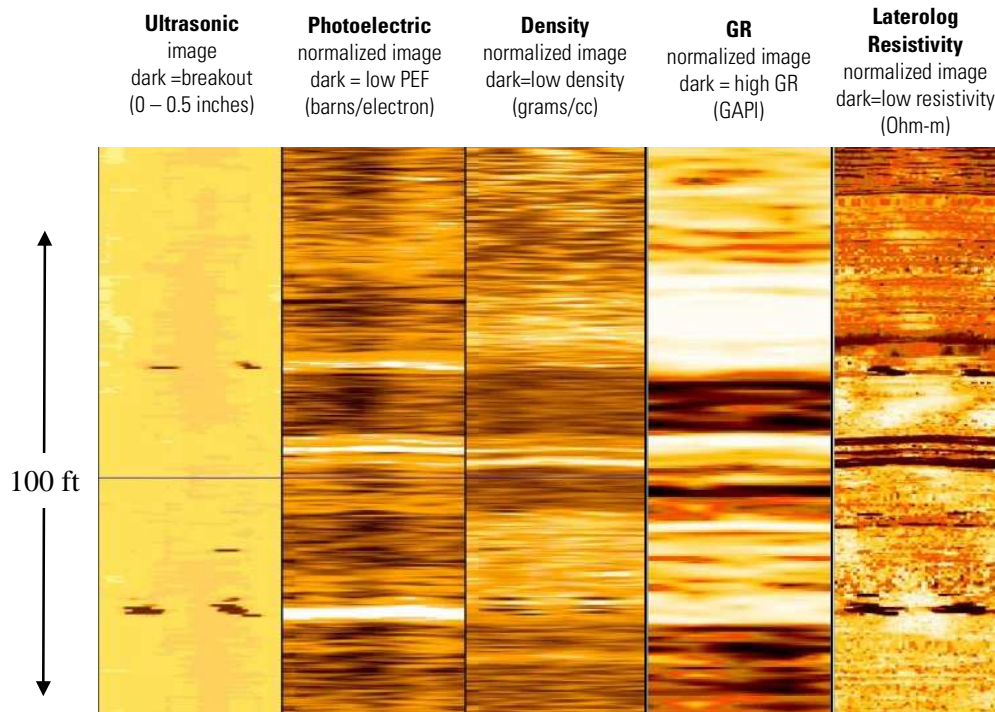 Ultrasonic
image
dark =breakout
(0 – 0.5 inches)
Photoelectric
normalized image
dark = low PEF
(barns/electron)
Density
normalized image
dark=low density
(grams/cc)
GR
normalized image
dark = high GR
(GAPI)
Laterolog
Resistivity
normalized image
dark=low resistivity
(Ohm-m)
100 ft